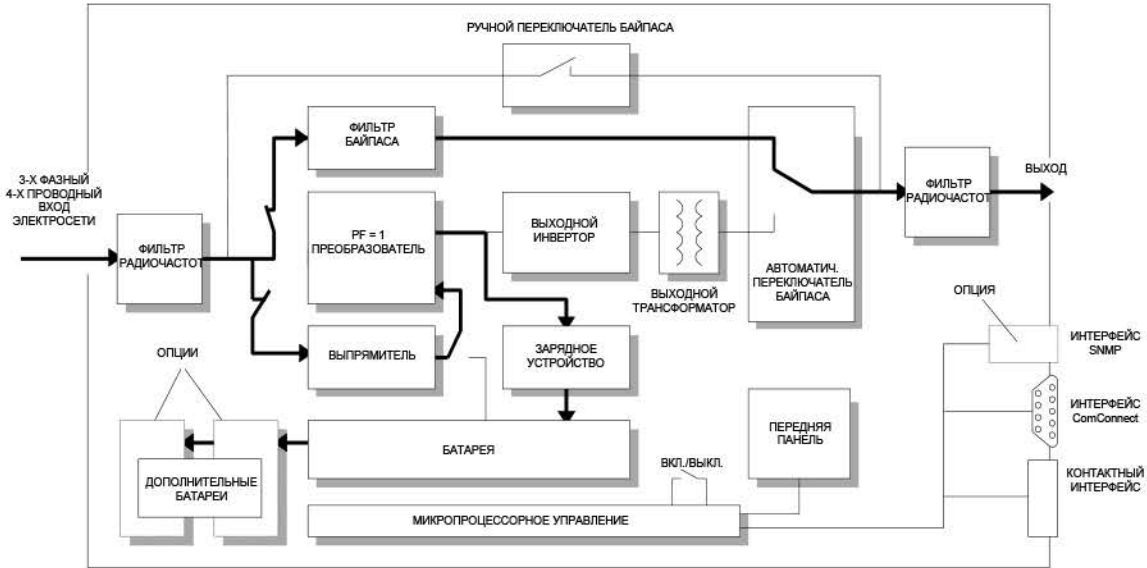 РУЧНОЙ ПЕРЕКЛЮЧАТЕЛЬ БАЙПАСА
ФИЛЬТР
БАЙПАСА
3-Х ФАЗНЫЙ
4-Х ПРОВОДНЫЙ
ВХОД
ЭЛЕКТРОСЕТИ
ФИЛЬТР
РАДИОЧАСТОТ
PF = 1
ПРЕОБРАЗОВАТЕЛЬ
ВЫХОДНОЙ
ИНВЕРТОР
ВЫХОДНОЙ
ТРАНСФОРМАТОР
АВТОМАТИЧ.
ПЕРЕКЛЮЧАТЕЛЬ
БАЙПАСА
ФИЛЬТР
РАДИОЧАСТОТ
ВЫХОД
ОПЦИЯ
ВЫПРЯМИТЕЛЬ
ЗАРЯДНОЕ
УСТРОЙСТВО
ИНТЕРФЕЙС
SNMP
ОПЦИИ
ИНТЕРФЕЙС
ComConnect
ПЕРЕДНЯЯ
ПАНЕЛЬ
БАТАРЕЯ
ВКЛ./ВЫКЛ.
ДОПОЛНИТЕЛЬНЫЕ
БАТАРЕИ
КОНТАКТНЫЙ
ИНТЕРФЕЙС
МИКРОПРОЦЕССОРНОЕ УПРАВЛЕНИЕ